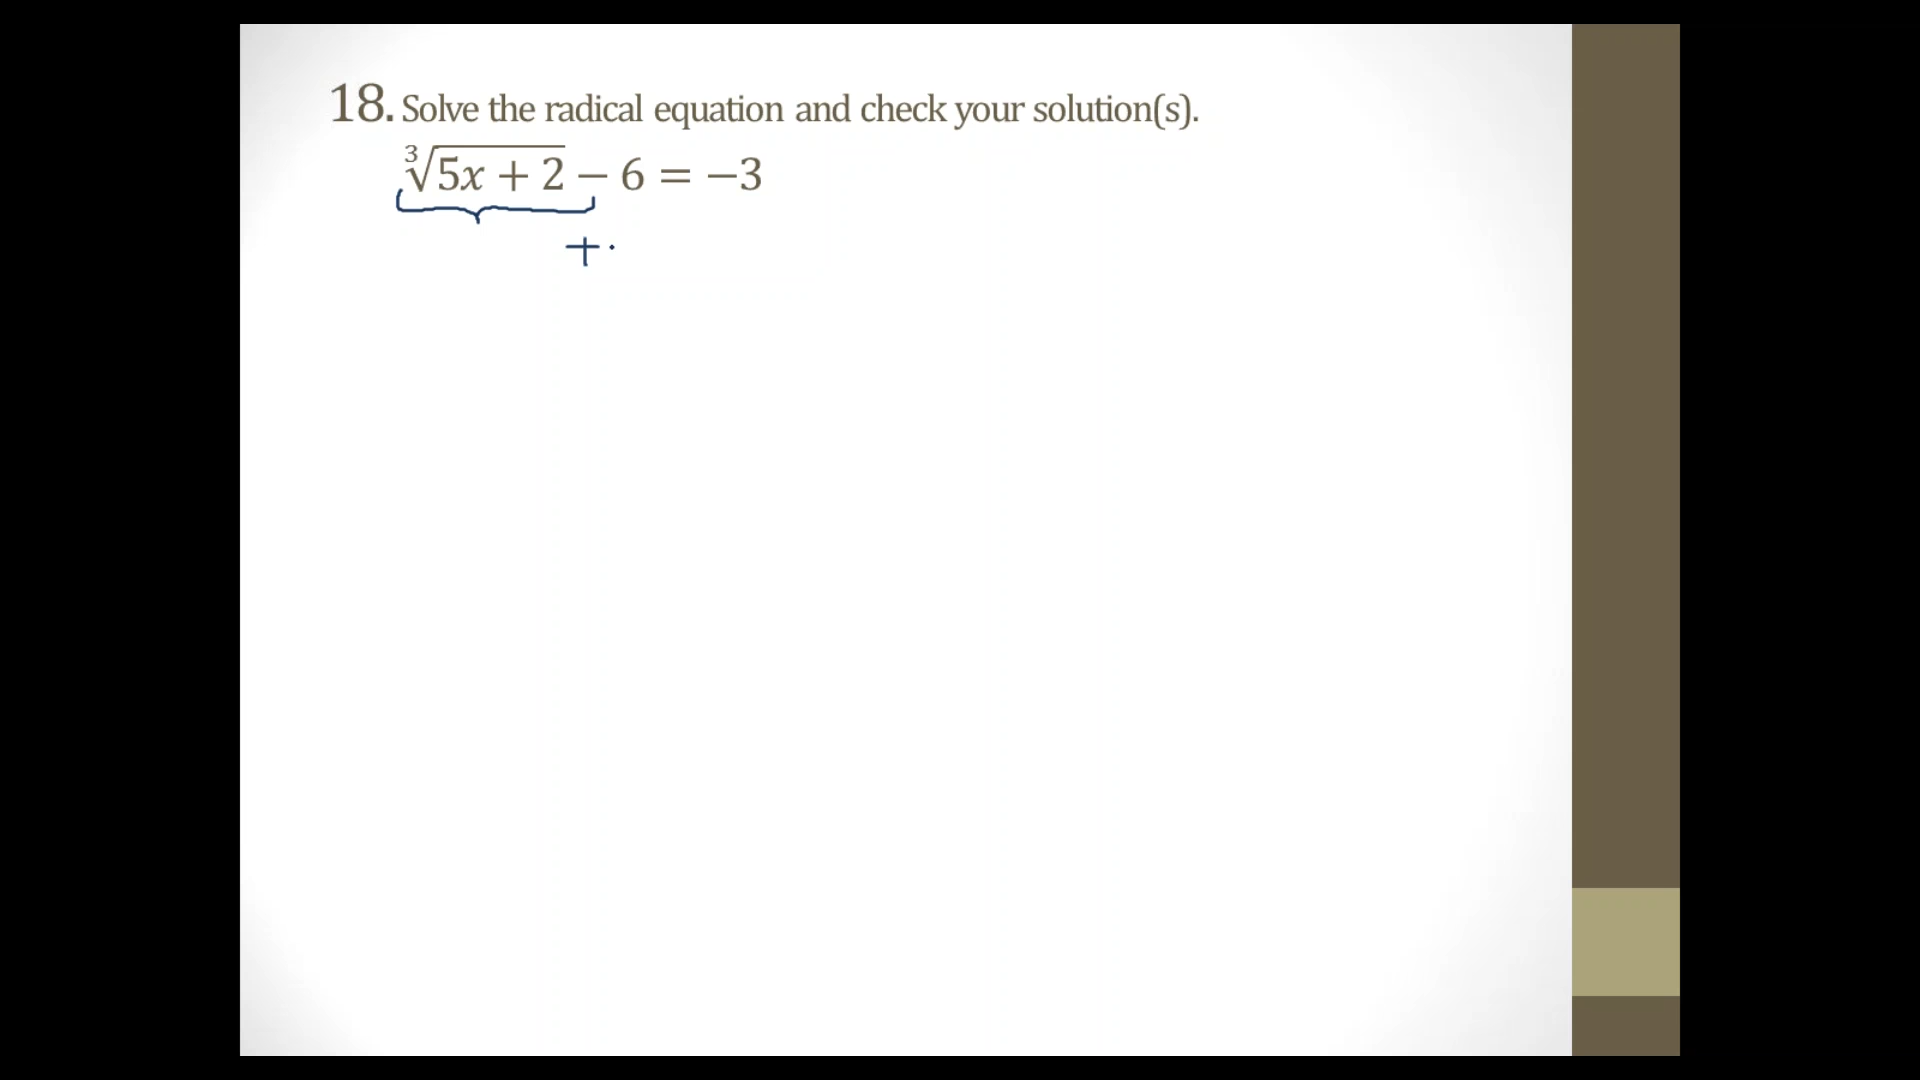 18. Solve the radical equation and check your solution(s).
∛(5x + 2) − 6 = −3
+